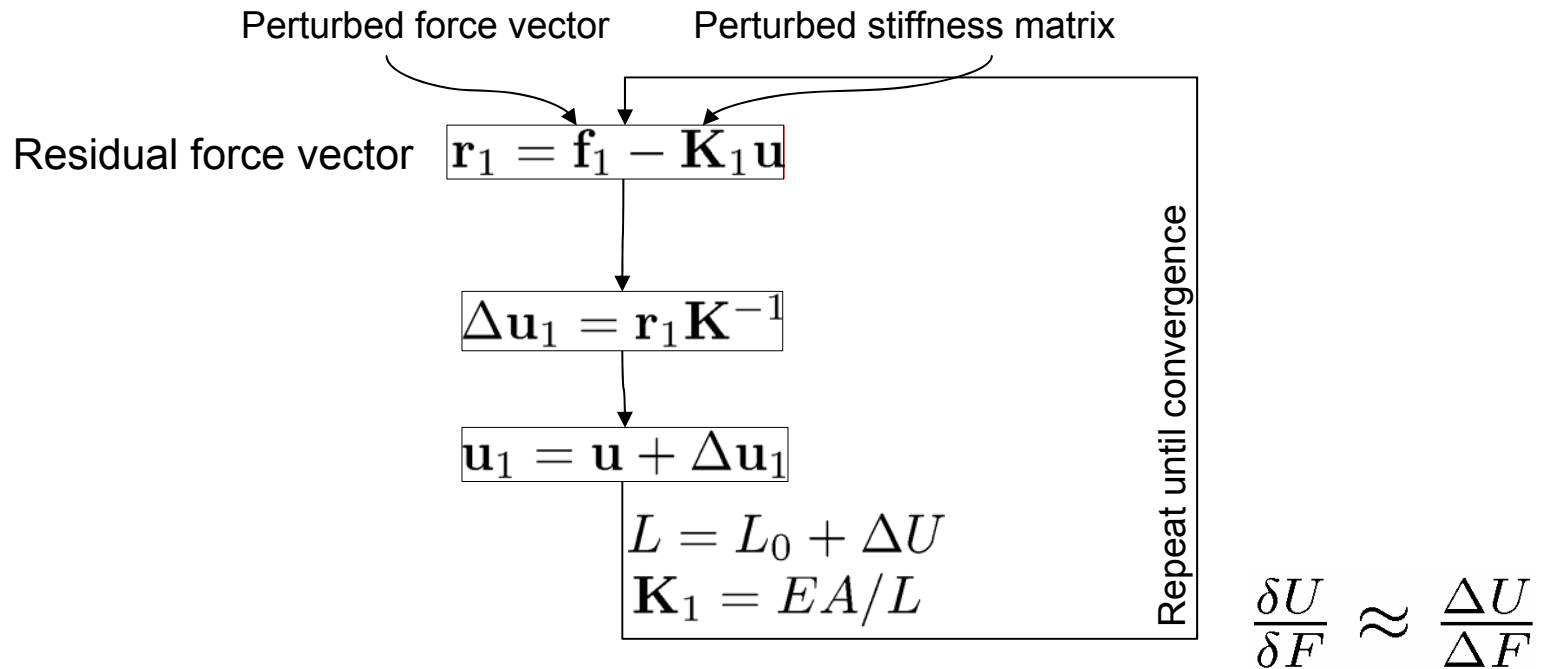 Perturbed force vector Perturbed stiffness matrix
Residual force vector 𝐫₁ = 𝐟₁ − 𝐊₁𝐮
Δ𝐮₁ = 𝐫₁𝐊⁻¹
𝐮₁ = 𝐮 + Δ𝐮₁
L = L₀ + ΔU
𝐊₁ = EA/L
Repeat until convergence
δU/δF ≈ ΔU/ΔF